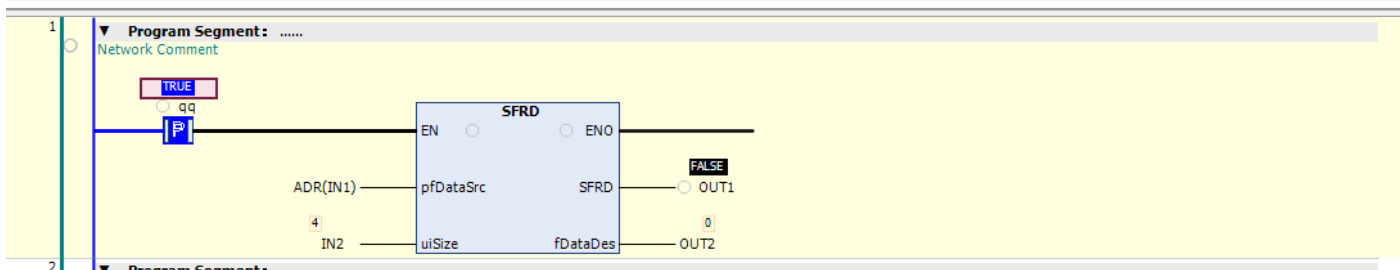 1
▼ Program Segment: ......
Network Comment
TRUE
qq
P
SFRD
EN ENO
FALSE
ADR(IN1) pfDataSrc SFRD OUT1
4 0
IN2 uiSize fDataDes OUT2
2
▼ Program Segment: